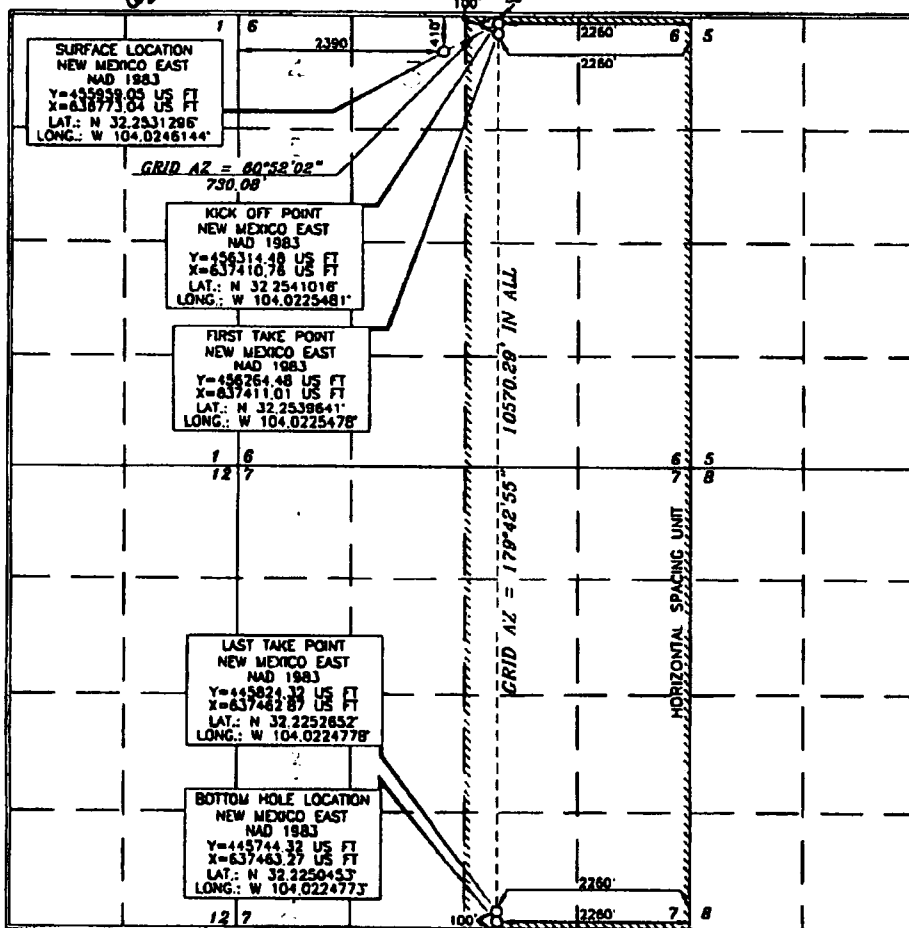 100'
1 6
2390'
410'
2260'
6 5
2260'
SURFACE LOCATION
NEW MEXICO EAST
NAD 1983
Y=455959.05 US FT
X=636773.04 US FT
LAT.: N 32.2531296°
LONG.: W 104.0246144°
GRID AZ = 60°52'02"
730.08'
KICK OFF POINT
NEW MEXICO EAST
NAD 1983
Y=456314.48 US FT
X=637410.76 US FT
LAT.: N 32.2541016°
LONG.: W 104.0225481°
FIRST TAKE POINT
NEW MEXICO EAST
NAD 1983
Y=456264.48 US FT
X=637411.01 US FT
LAT.: N 32.2539641°
LONG.: W 104.0225478°
10570.29' IN ALL
GRID AZ = 179°42'55"
1 6
12 7
6 5
7 8
HORIZONTAL SPACING UNIT
LAST TAKE POINT
NEW MEXICO EAST
NAD 1983
Y=445824.32 US FT
X=637462.87 US FT
LAT.: N 32.2252652°
LONG.: W 104.0224778°
BOTTOM HOLE LOCATION
NEW MEXICO EAST
NAD 1983
Y=445744.32 US FT
X=637463.27 US FT
LAT.: N 32.2250453°
LONG.: W 104.0224773°
2260'
12 7
100'
2260'
7 8